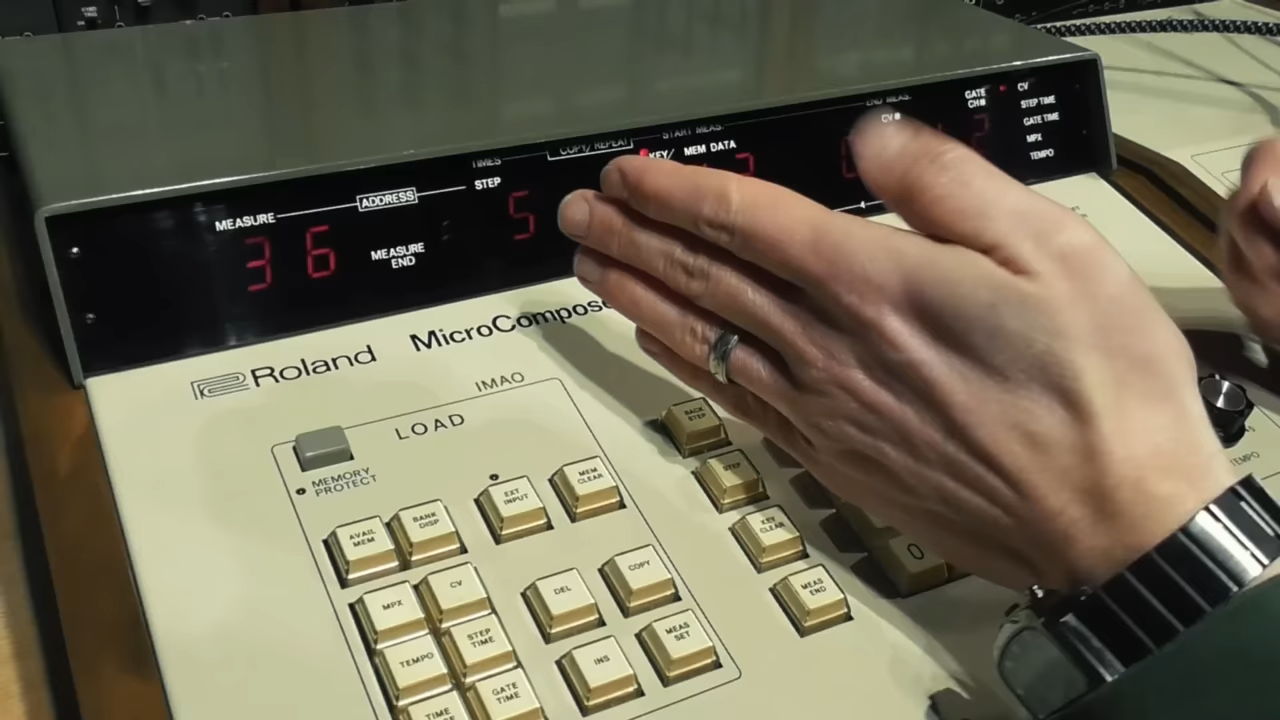 TIMES
COPY/ REPEAT
START MEAS.
END MEAS.
GATE
CH#
CV
STEP TIME
GATE TIME
MPX
TEMPO
CV#
MEASURE
ADDRESS
STEP
KEY/ MEM DATA
36
MEASURE
END
5
Roland MicroCompose
IMAO
LOAD
MEMORY
PROTECT
AVAIL
MEM
BANK
DISP
EXT
INPUT
MEM
CLEAR
MPX
CV
DEL
COPY
TEMPO
STEP
TIME
INS
MEAS
SET
GATE
TIME
TIME
BACK
STEP
STEP
KEY
CLEAR
MEAS
END
0
TEMPO